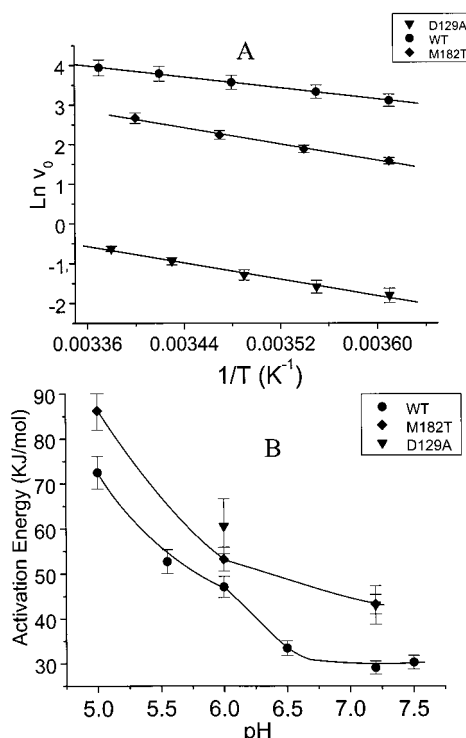 A
D129A
WT
M182T
4
3
2
1
0
-1
-2
Ln v0
0.00336 0.00344 0.00352 0.00360
1/T (K-1)
B
WT
M182T
D129A
90
80
70
60
50
40
30
Activation Energy (KJ/mol)
5.0 5.5 6.0 6.5 7.0 7.5
pH